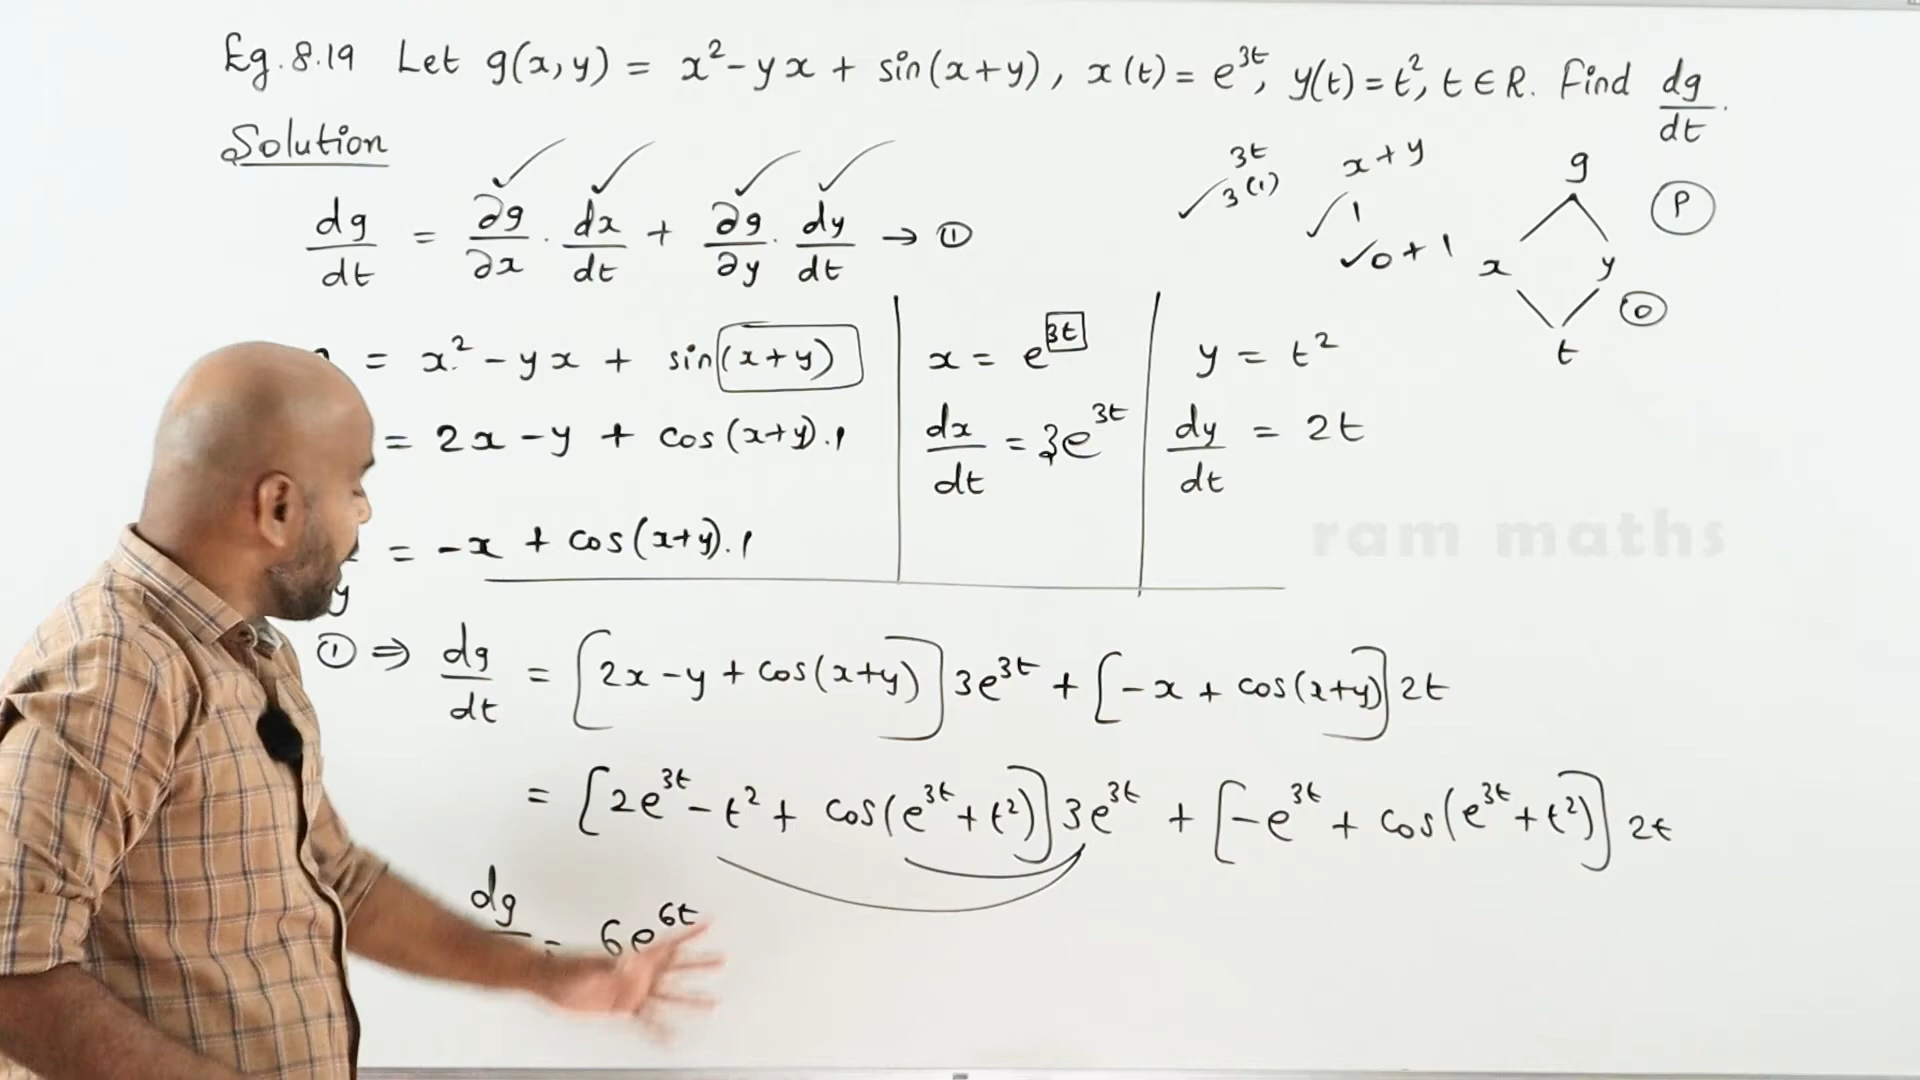 Eg. 8.19 Let g(x,y) = x² - yx + sin(x+y), x(t) = e^{3t}, y(t) = t², t ∈ R. Find dg/dt.
Solution
dg/dt = ∂g/∂x · dx/dt + ∂g/∂y · dy/dt → ①
3t
3(1)
x + y
1
0 + 1
g
P
x y
O
t
= x² - yx + sin(x+y)
x = e^{3t}
y = t²
= 2x - y + cos(x+y).1
dx/dt = 3e^{3t}
dy/dt = 2t
y = -x + cos(x+y).1
ram maths
① ⇒ dg/dt = [2x - y + cos(x+y)] 3e^{3t} + [-x + cos(x+y)] 2t
= [2e^{3t} - t² + cos(e^{3t} + t²)] 3e^{3t} + [-e^{3t} + cos(e^{3t} + t²)] 2t
dg = 6e^{6t}